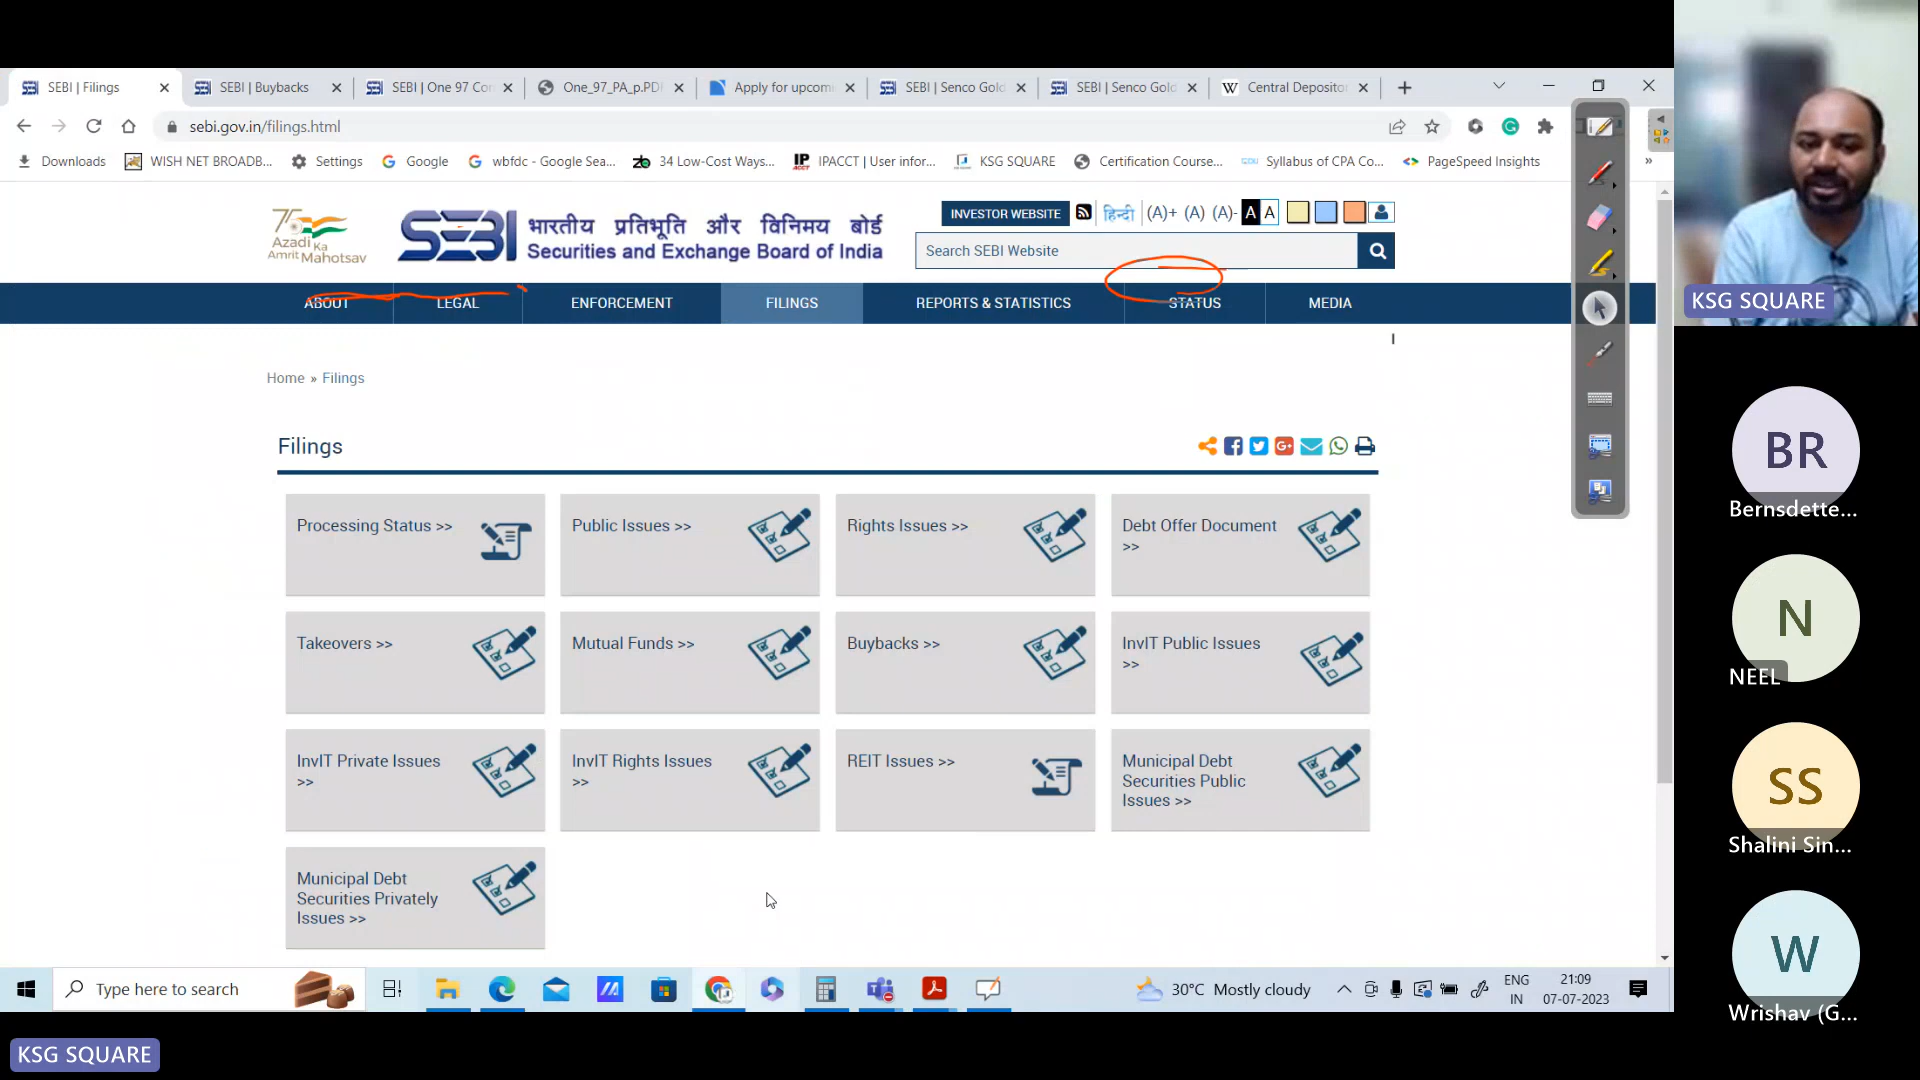 SEBI | Filings
SEBI | Buybacks
SEBI | One 97 Cor
One_97_PA_p.PDF
Apply for upcomi
SEBI | Senco Gold
SEBI | Senco Gold
Central Depositor
sebi.gov.in/filings.html
Downloads
WISH NET BROADB...
Settings
Google
wbfdc - Google Sea...
34 Low-Cost Ways...
IPACCT | User infor...
KSG SQUARE
Certification Course...
Syllabus of CPA Co...
PageSpeed Insights
»
Azadi Ka
Amrit Mahotsav
SEBI
भारतीय प्रतिभूति और विनिमय बोर्ड
Securities and Exchange Board of India
INVESTOR WEBSITE
हिन्दी
(A)+ (A) (A)-
A A
Search SEBI Website
ABOUT
LEGAL
ENFORCEMENT
FILINGS
REPORTS & STATISTICS
STATUS
MEDIA
Home » Filings
Filings
Processing Status >>
Public Issues >>
Rights Issues >>
Debt Offer Document
>>
Takeovers >>
Mutual Funds >>
Buybacks >>
InvIT Public Issues
>>
InvIT Private Issues
>>
InvIT Rights Issues
>>
REIT Issues >>
Municipal Debt
Securities Public
Issues >>
Municipal Debt
Securities Privately
Issues >>
Type here to search
30°C Mostly cloudy
ENG
IN
21:09
07-07-2023
KSG SQUARE
KSG SQUARE
BR
Bernsdette...
N
NEEL
SS
Shalini Sin...
W
Wrishav (G...